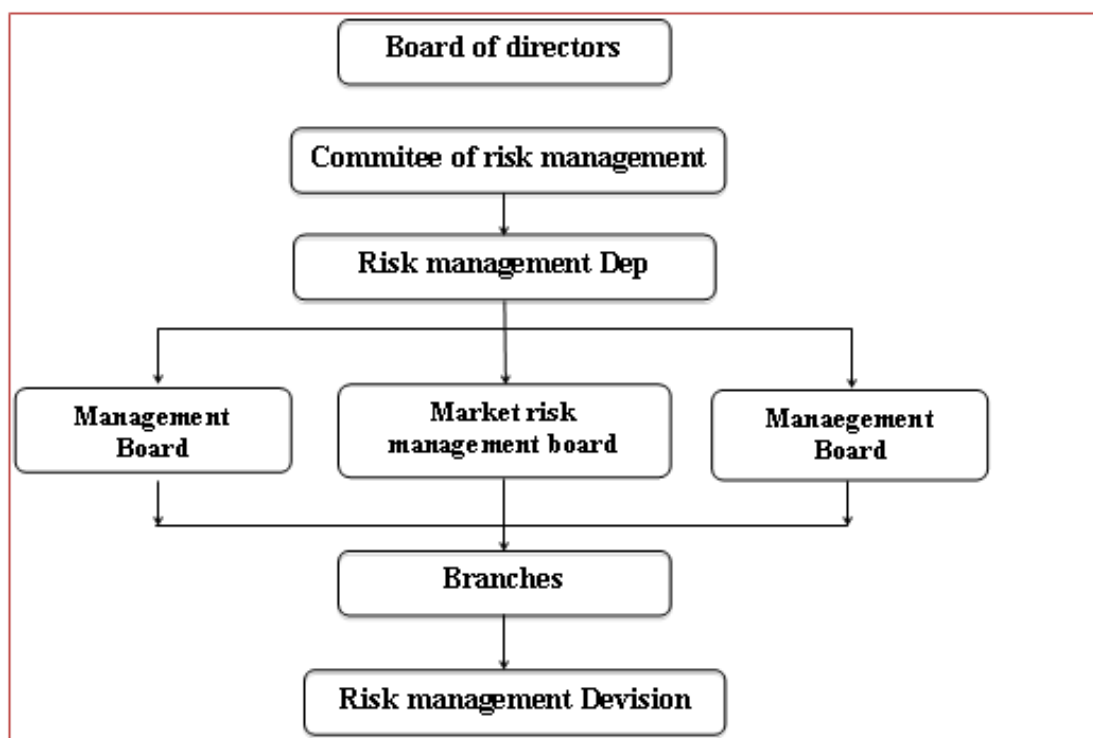 Board of directors
Commitee of risk management
Risk management Dep
Management
Board
Market risk
management board
Manaegement
Board
Branches
Risk management Devision